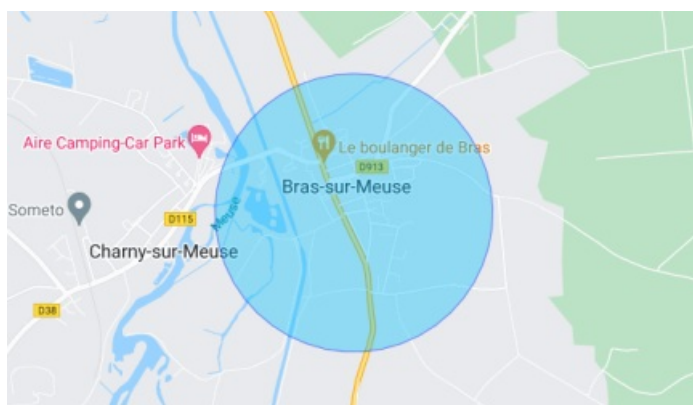 Aire Camping-Car Park
Le boulanger de Bras
D913
Bras-sur-Meuse
Someto
D115
Meuse
Charny-sur-Meuse
D38